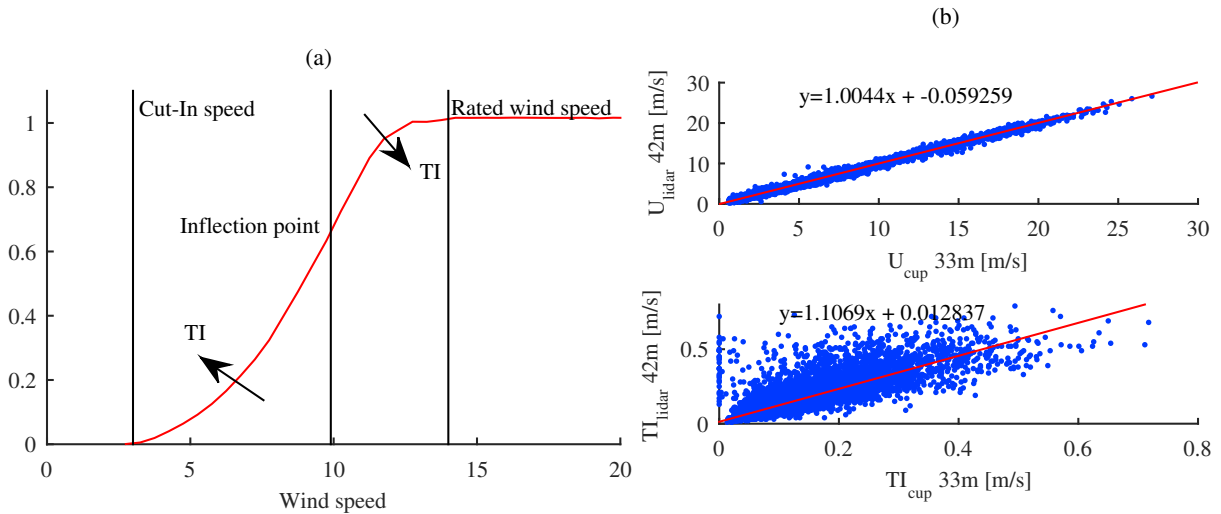 (a)
Cut-In speed
Rated wind speed
TI
Inflection point
TI
1
0.8
0.6
0.4
0.2
0
0 5 10 15 20
Wind speed
(b)
y=1.0044x + -0.059259
U_lidar 42m [m/s]
30
20
10
0
0 5 10 15 20 25 30
U_cup 33m [m/s]
y=1.1069x + 0.012837
TI_lidar 42m [m/s]
0.5
0
0 0.2 0.4 0.6 0.8
TI_cup 33m [m/s]